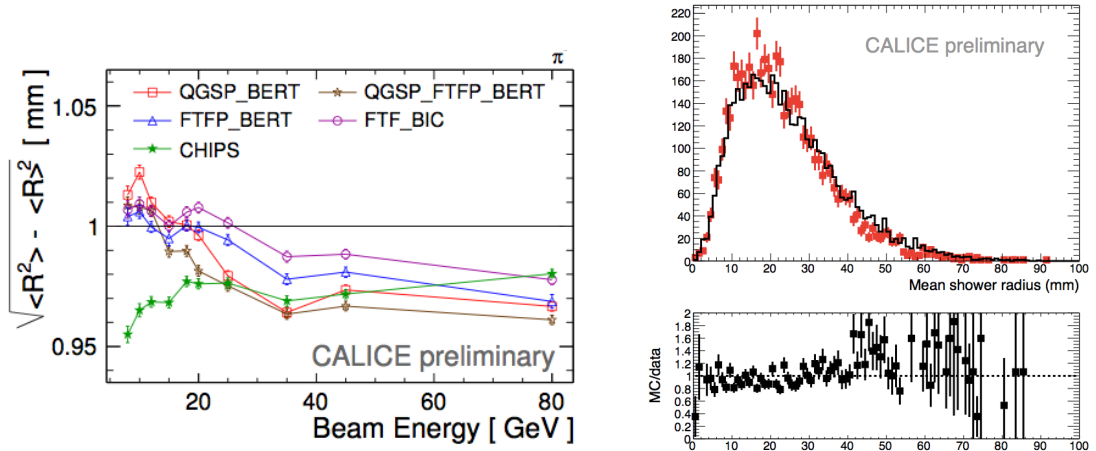 π-
1.05
1
0.95
√<R²> - <R>² [ mm ]
QGSP_BERT
QGSP_FTFP_BERT
FTFP_BERT
FTF_BIC
CHIPS
CALICE preliminary
20 40 60 80
Beam Energy [ GeV ]
220
200
180
160
140
120
100
80
60
40
20
0
CALICE preliminary
0 10 20 30 40 50 60 70 80 90 100
Mean shower radius (mm)
2
1.8
1.6
1.4
1.2
1
0.8
0.6
0.4
0.2
0
MC/data
0 10 20 30 40 50 60 70 80 90 100